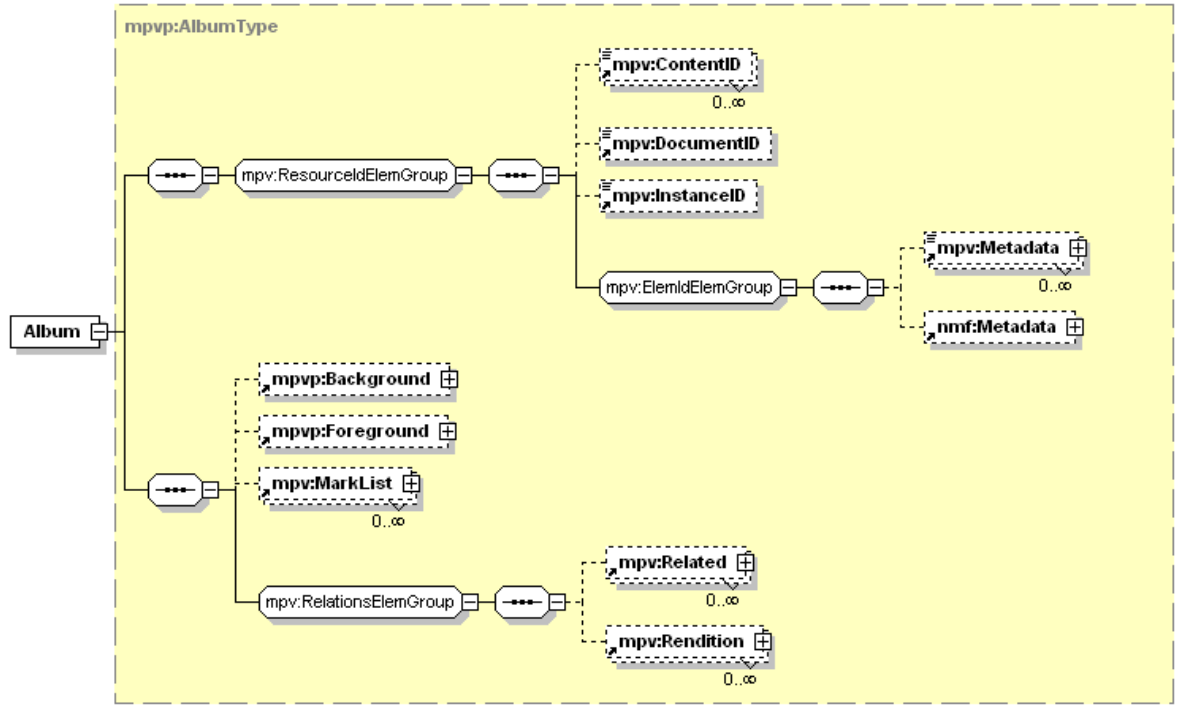 mpvp:AlbumType
mpv:ContentID
0..∞
mpv:DocumentID
mpv:ResourceIdElemGroup
mpv:InstanceID
mpv:Metadata
0..∞
mpv:ElemIdElemGroup
nmf:Metadata
Album
mpvp:Background
mpvp:Foreground
mpv:MarkList
0..∞
mpv:Related
0..∞
mpv:RelationsElemGroup
mpv:Rendition
0..∞